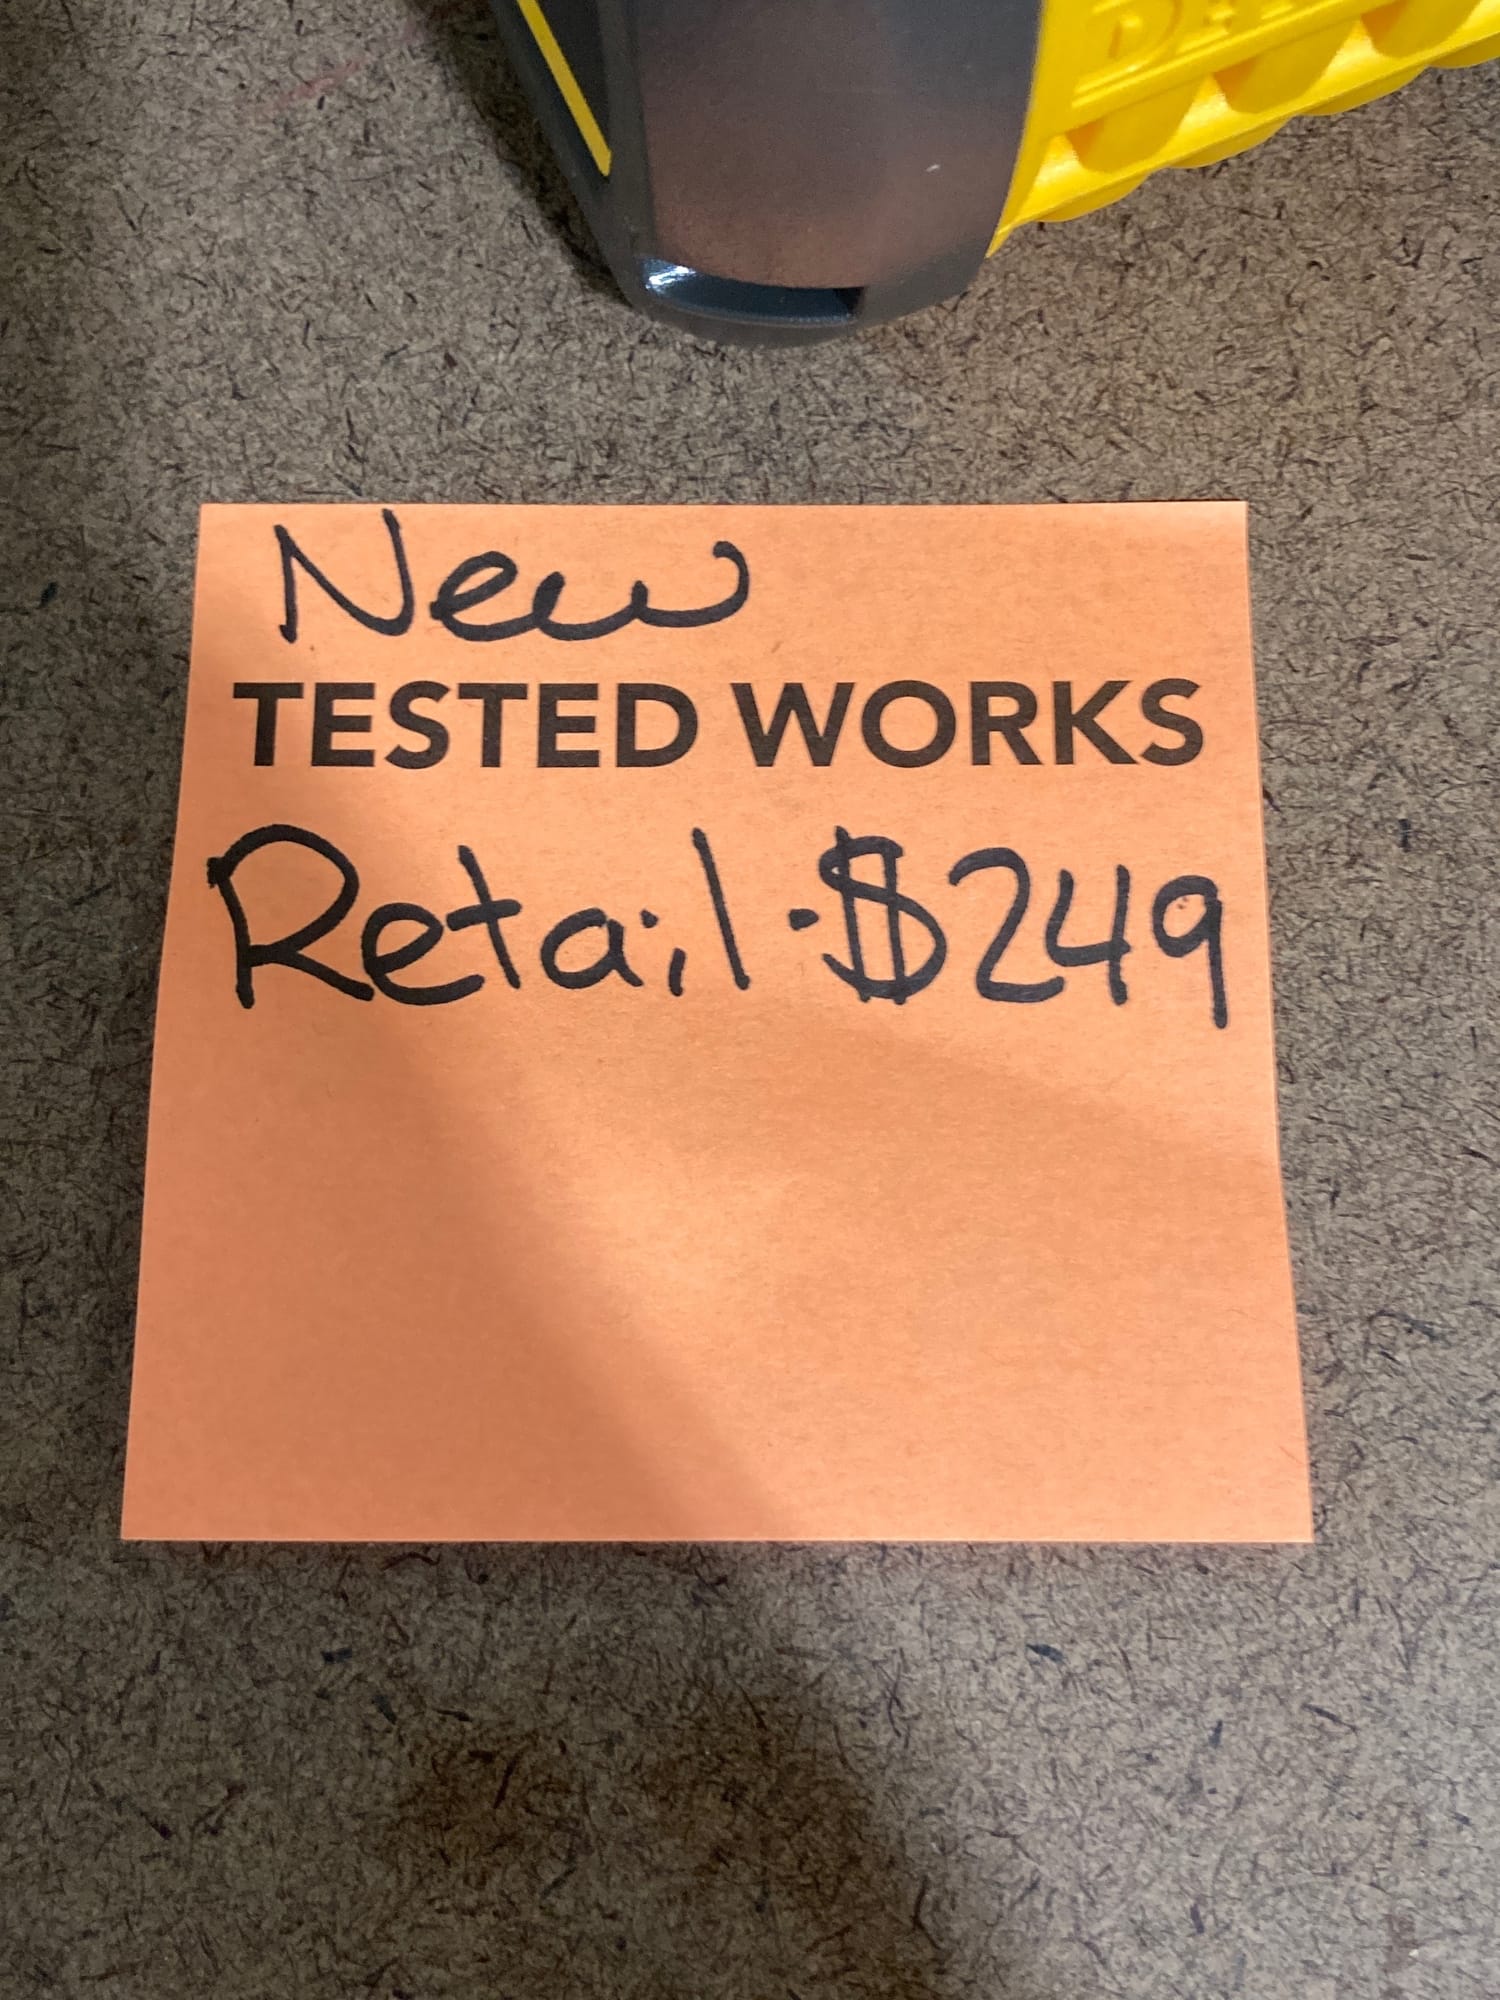 New
TESTED WORKS
Retail · $249